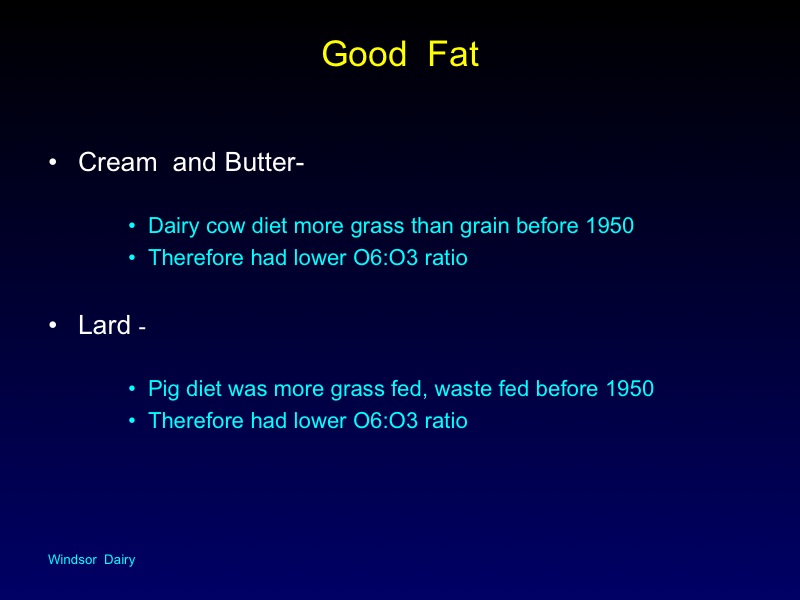 Good  Fat
• Cream  and Butter-
• Dairy cow diet more grass than grain before 1950
• Therefore had lower O6:O3 ratio
• Lard -
• Pig diet was more grass fed, waste fed before 1950
• Therefore had lower O6:O3 ratio
Windsor  Dairy